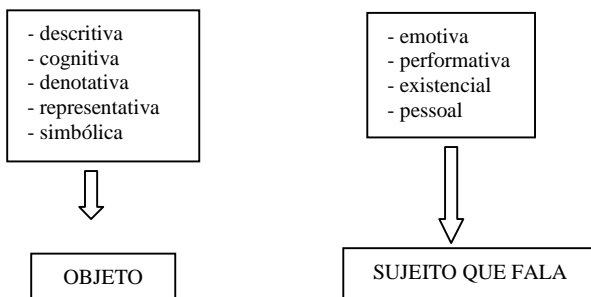 - descritiva
- cognitiva
- denotativa
- representativa
- simbólica
- emotiva
- performativa
- existencial
- pessoal
OBJETO
SUJEITO QUE FALA